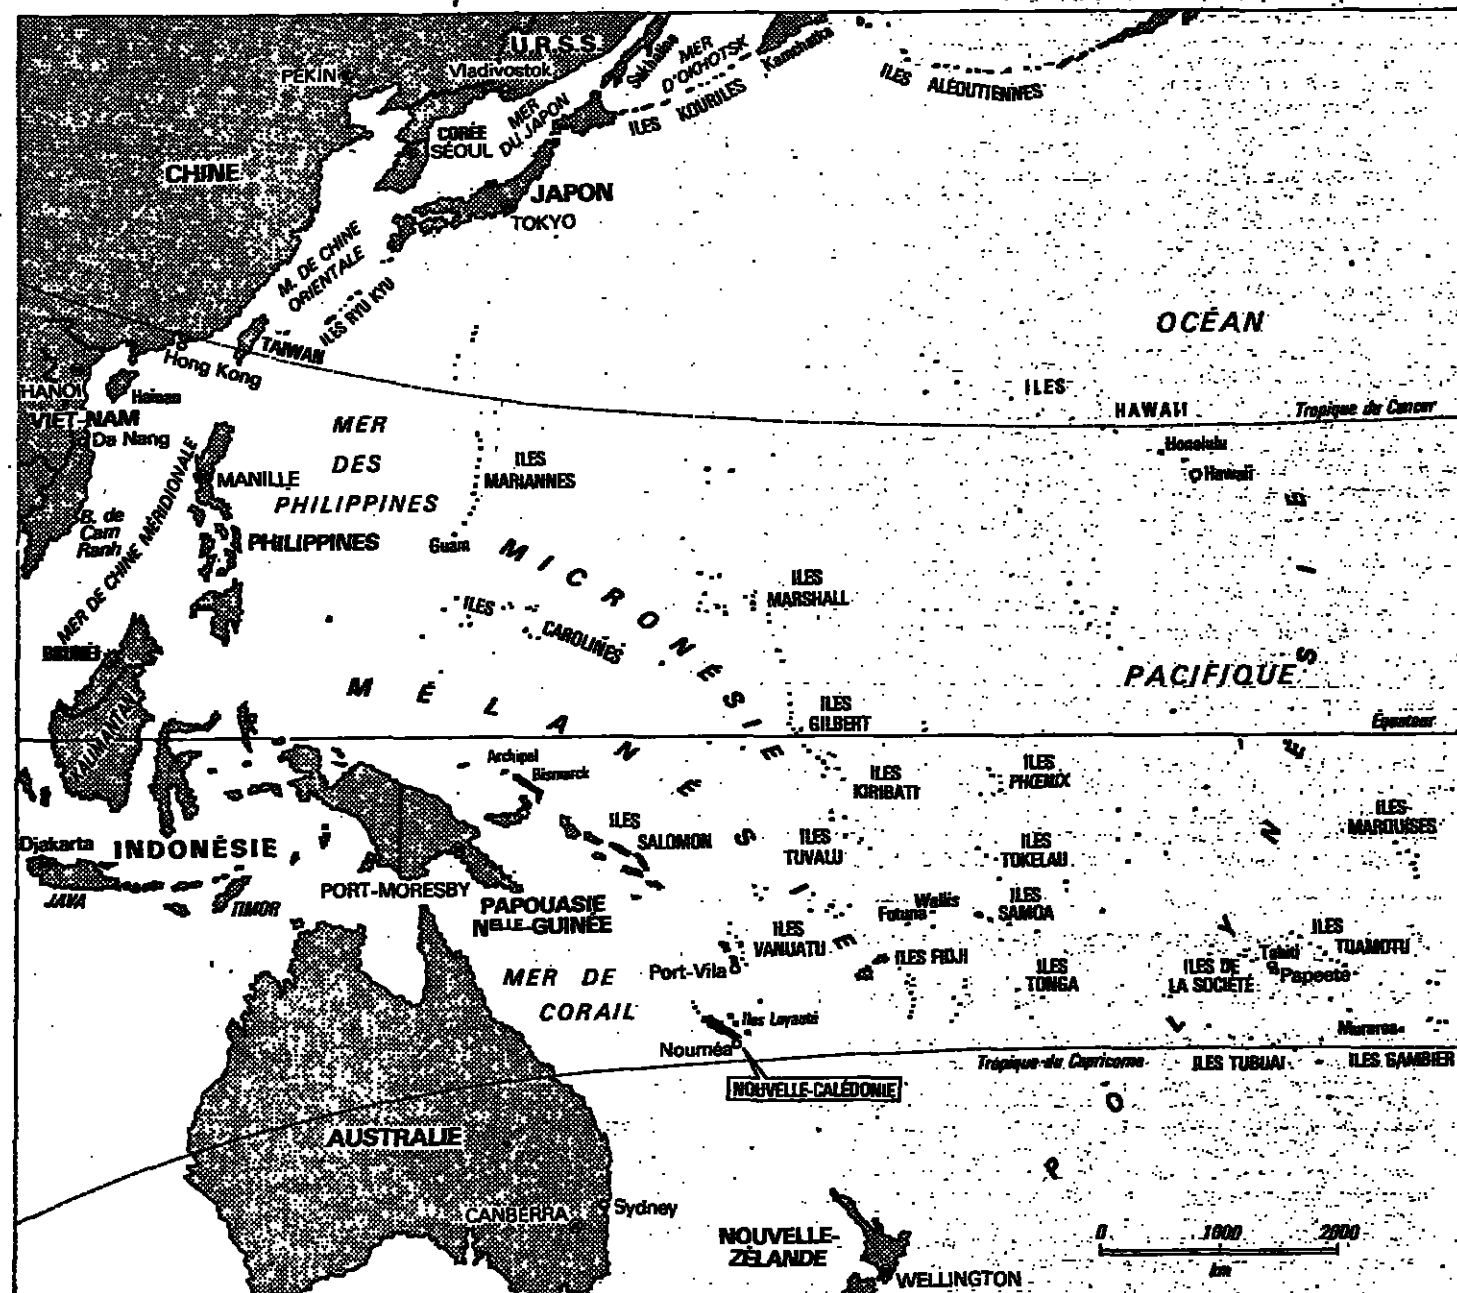 U.R.S.S.
PÉKIN
Vladivostok
Sakhaline
MER
D'OKHOTSK
Kamchatka
ILES KOURILES
ILES ALÉOUTIENNES
MER
DU JAPON
CORÉE
SÉOUL
CHINE
JAPON
TOKYO
M. DE CHINE
ORIENTALE
ILES RYU KYU
TAIWAN
Hong Kong
OCÉAN
ILES
HAWAII
Tropique du Cancer
HANOI
Hainan
VIET-NAM
Da Nang
MER
DES
PHILIPPINES
ILES
MARIANNES
Honolulu
Hawaii
MANILLE
B. de
Cam
Ranh
MER DE CHINE MÉRIDIONALE
PHILIPPINES
Guam
MICRONÉSIE
ILES
MARSHALL
ILES
CAROLINES
BRUNEI
KALIMANTAN
MÉLANÉSIE
PACIFIQUE
POLYNÉSIE
ILES
GILBERT
Équateur
Archipel
Bismarck
ILES
KIRIBATI
ILES
PHŒNIX
ILES
MARQUISES
Djakarta
INDONÉSIE
ILES
SALOMON
ILES
TUVALU
ILES
TOKELAU
JAVA
TIMOR
PORT-MORESBY
PAPOUASIE
NELLE-GUINÉE
Wallis
Futuna
ILES
SAMOA
ILES
VANUATU
ILES
TUAMOTU
Port-Vila
ILES FIDJI
ILES
TONGA
ILES DE
LA SOCIÉTÉ
Tahiti
Papeete
MER DE
CORAIL
Iles Loyauté
Nouméa
Mururoa
NOUVELLE-CALÉDONIE
Tropique du Capricorne
ILES TUBUAI
ILES GAMBIER
AUSTRALIE
CANBERRA
Sydney
NOUVELLE-
ZÉLANDE
WELLINGTON
0 1000 2000
km